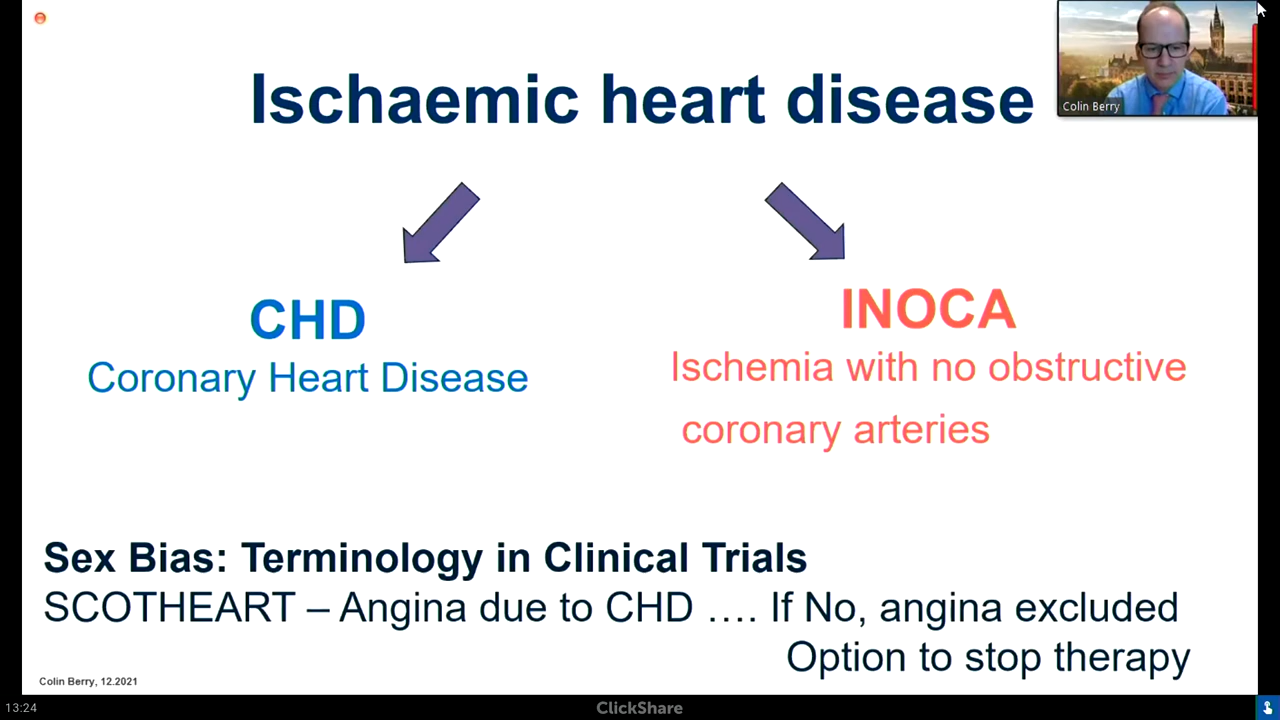 Ischaemic heart disease
Colin Berry
CHD
Coronary Heart Disease
INOCA
Ischemia with no obstructive
coronary arteries
Sex Bias: Terminology in Clinical Trials
SCOTHEART – Angina due to CHD …. If No, angina excluded
Option to stop therapy
Colin Berry, 12.2021
13:24
ClickShare